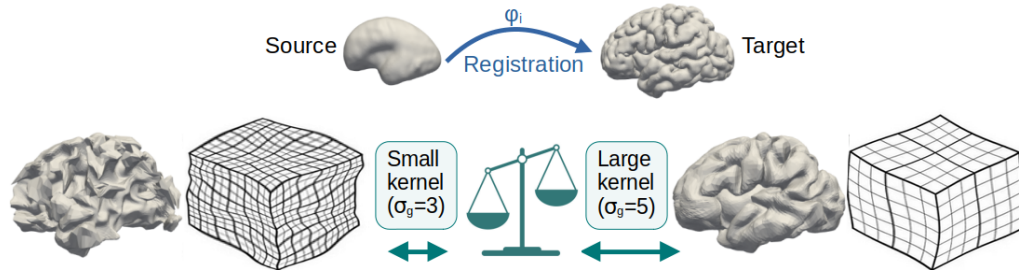 φi
Source
Target
Registration
Small
kernel
(σg=3)
Large
kernel
(σg=5)